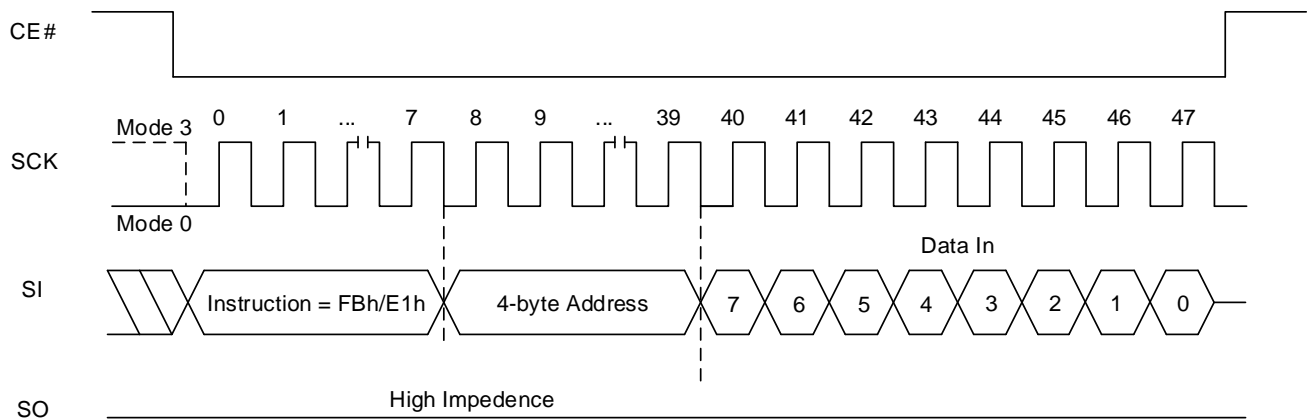 CE#
SCK
Mode 3
0 1 ... 7 8 9 ... 39 40 41 42 43 44 45 46 47
Mode 0
Data In
SI
Instruction = FBh/E1h
4-byte Address
7 6 5 4 3 2 1 0
High Impedence
SO